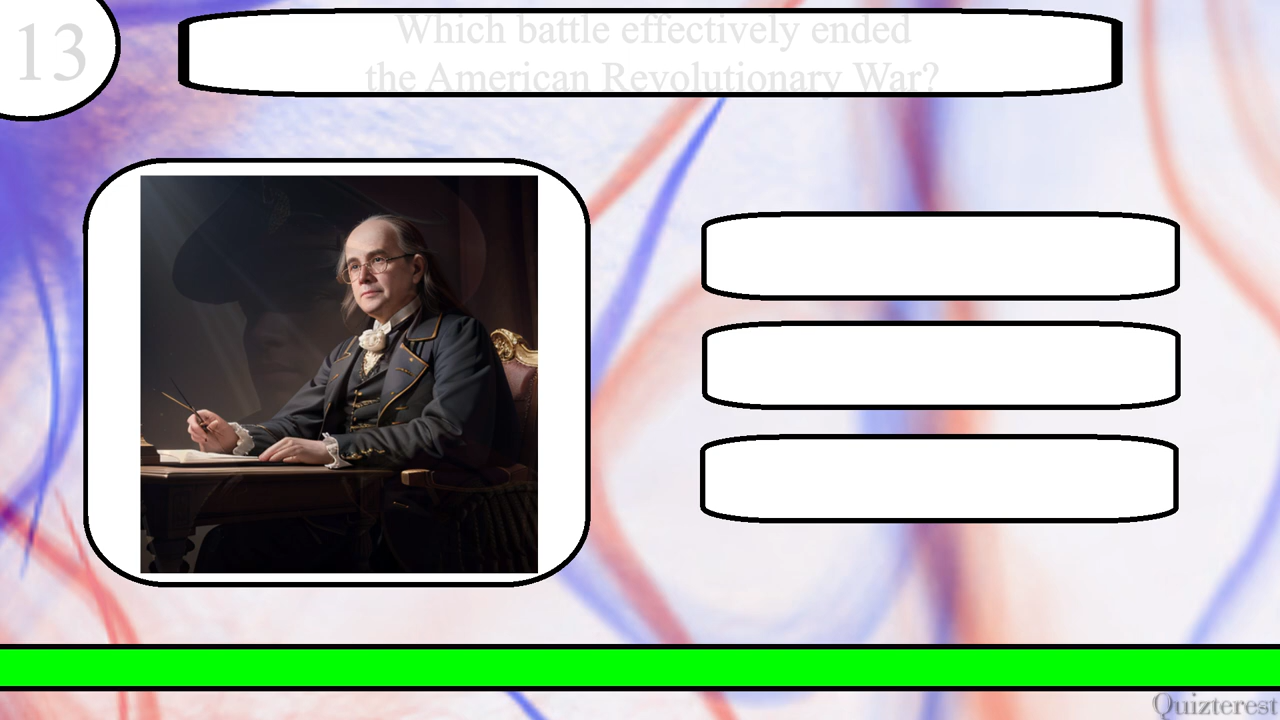 13
Which battle effectively ended
the American Revolutionary War?
Quizterest